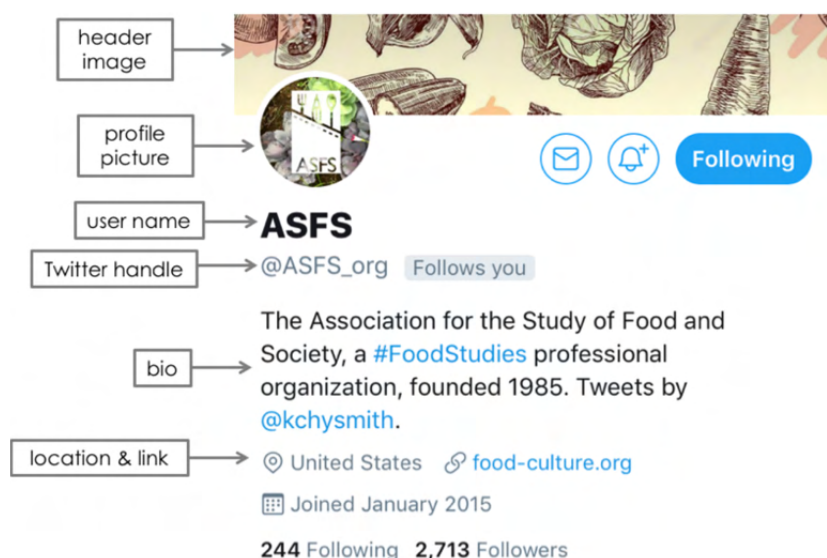 header
image
profile
picture
ASFS
Following
user name
ASFS
Twitter handle
@ASFS_org Follows you
The Association for the Study of Food and
Society, a #FoodStudies professional
bio
organization, founded 1985. Tweets by
@kchysmith.
location & link
United States food-culture.org
Joined January 2015
244 Following 2,713 Followers